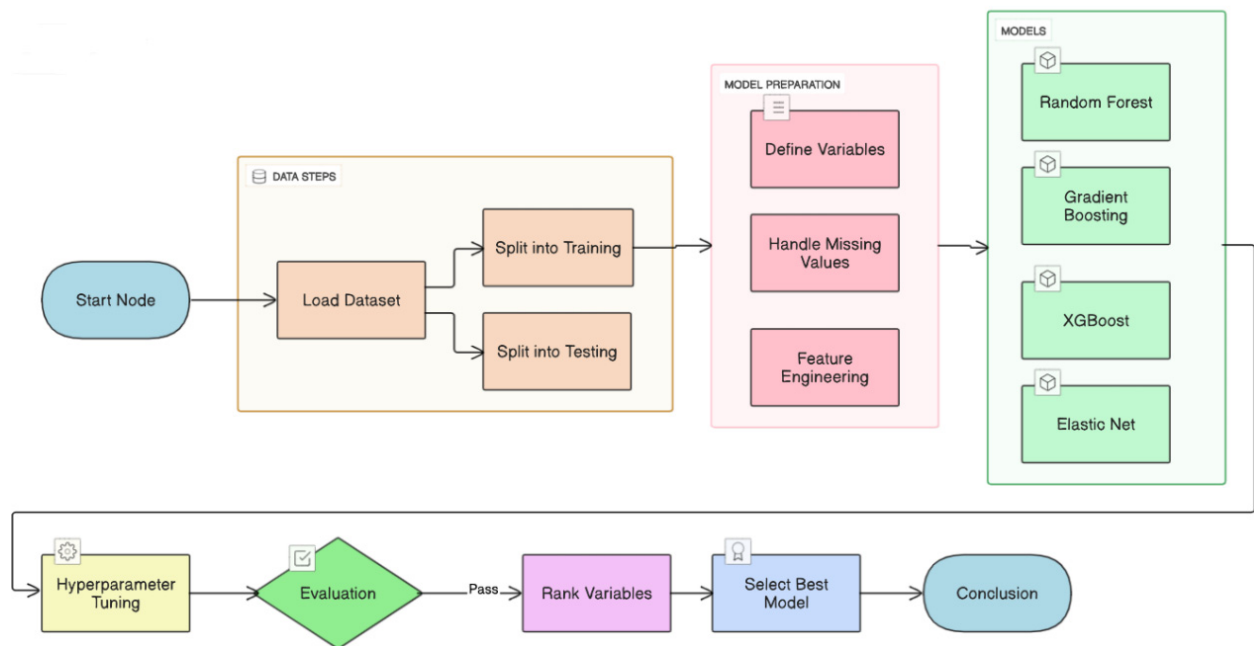 MODELS
Random Forest
Gradient
Boosting
XGBoost
Elastic Net
MODEL PREPARATION
Define Variables
Handle Missing
Values
Feature
Engineering
DATA STEPS
Split into Training
Load Dataset
Split into Testing
Start Node
Hyperparameter
Tuning
Evaluation
Pass
Rank Variables
Select Best
Model
Conclusion